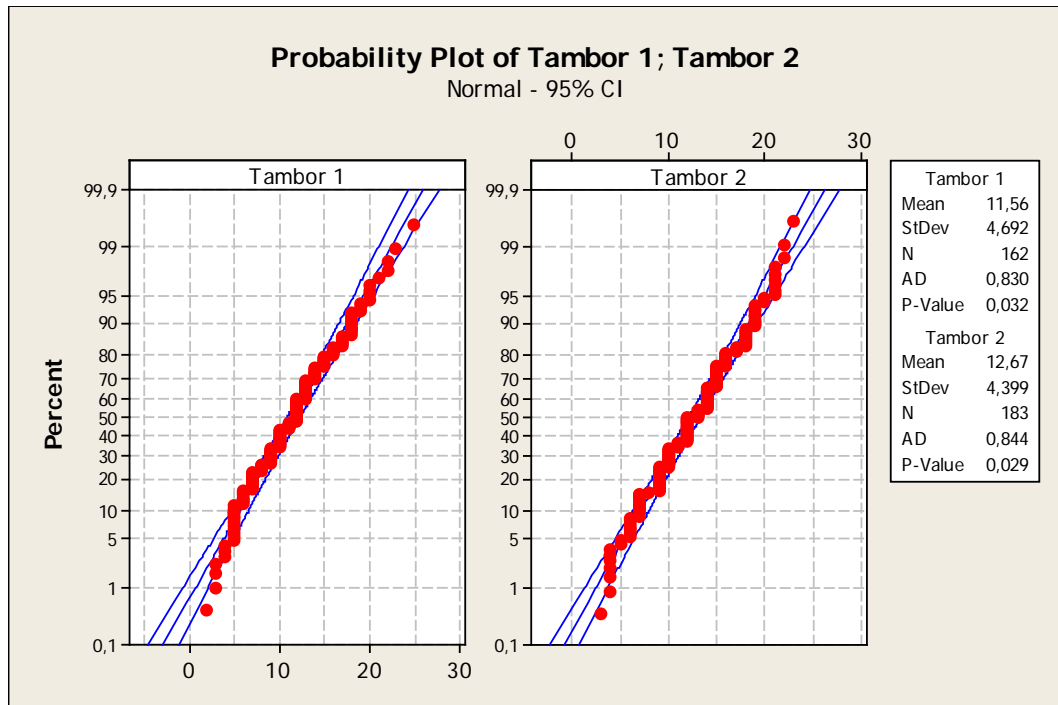 Probability Plot of Tambor 1; Tambor 2
Normal - 95% CI
0 10 20 30
Tambor 1
Tambor 2
99,9
99
95
90
80
70
60
50
40
30
20
10
5
1
0,1
99,9
99
95
90
80
70
60
50
40
30
20
10
5
1
0,1
Percent
0 10 20 30
Tambor 1
Mean 11,56
StDev 4,692
N 162
AD 0,830
P-Value 0,032
Tambor 2
Mean 12,67
StDev 4,399
N 183
AD 0,844
P-Value 0,029